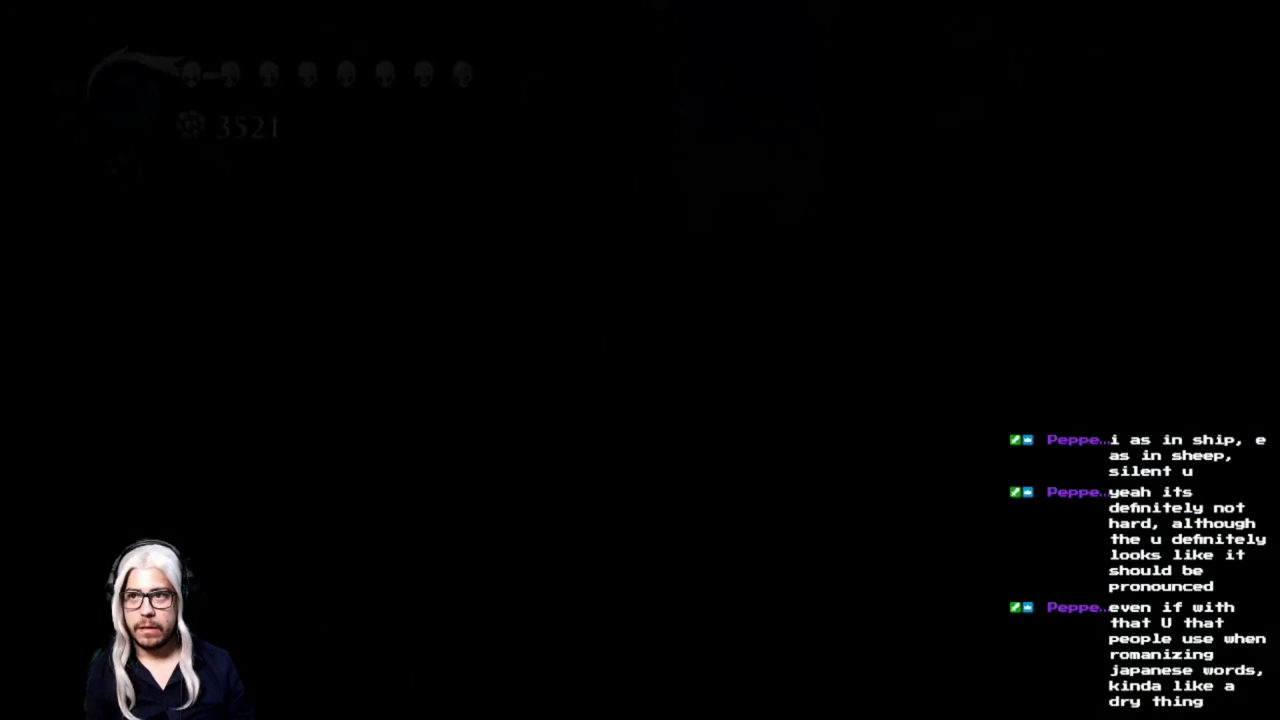 3521
Peppe..i as in ship, e
as in sheep,
silent u
Peppe..yeah its
definitely not
hard, although
the u definitely
looks like it
should be
pronounced
Peppe..even if with
that U that
people use when
romanizing
japanese words,
kinda like a
dry thing